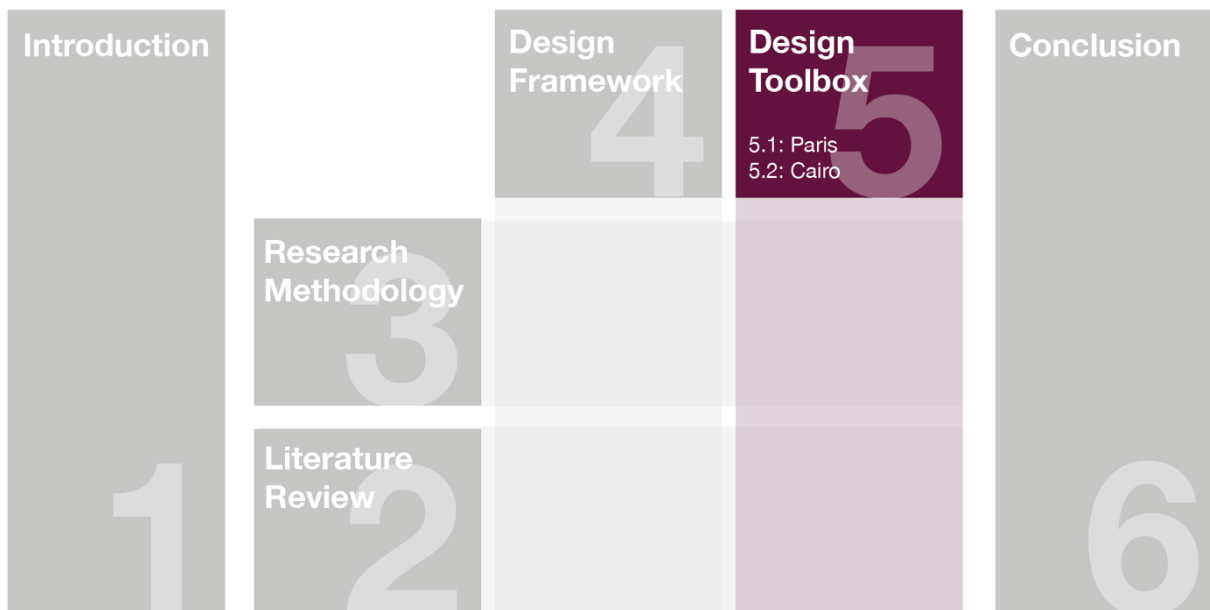 Introduction
1
Research
Methodology
3
Literature
Review
2
Design
Framework
4
Design
Toolbox
5
5.1: Paris
5.2: Cairo
Conclusion
6